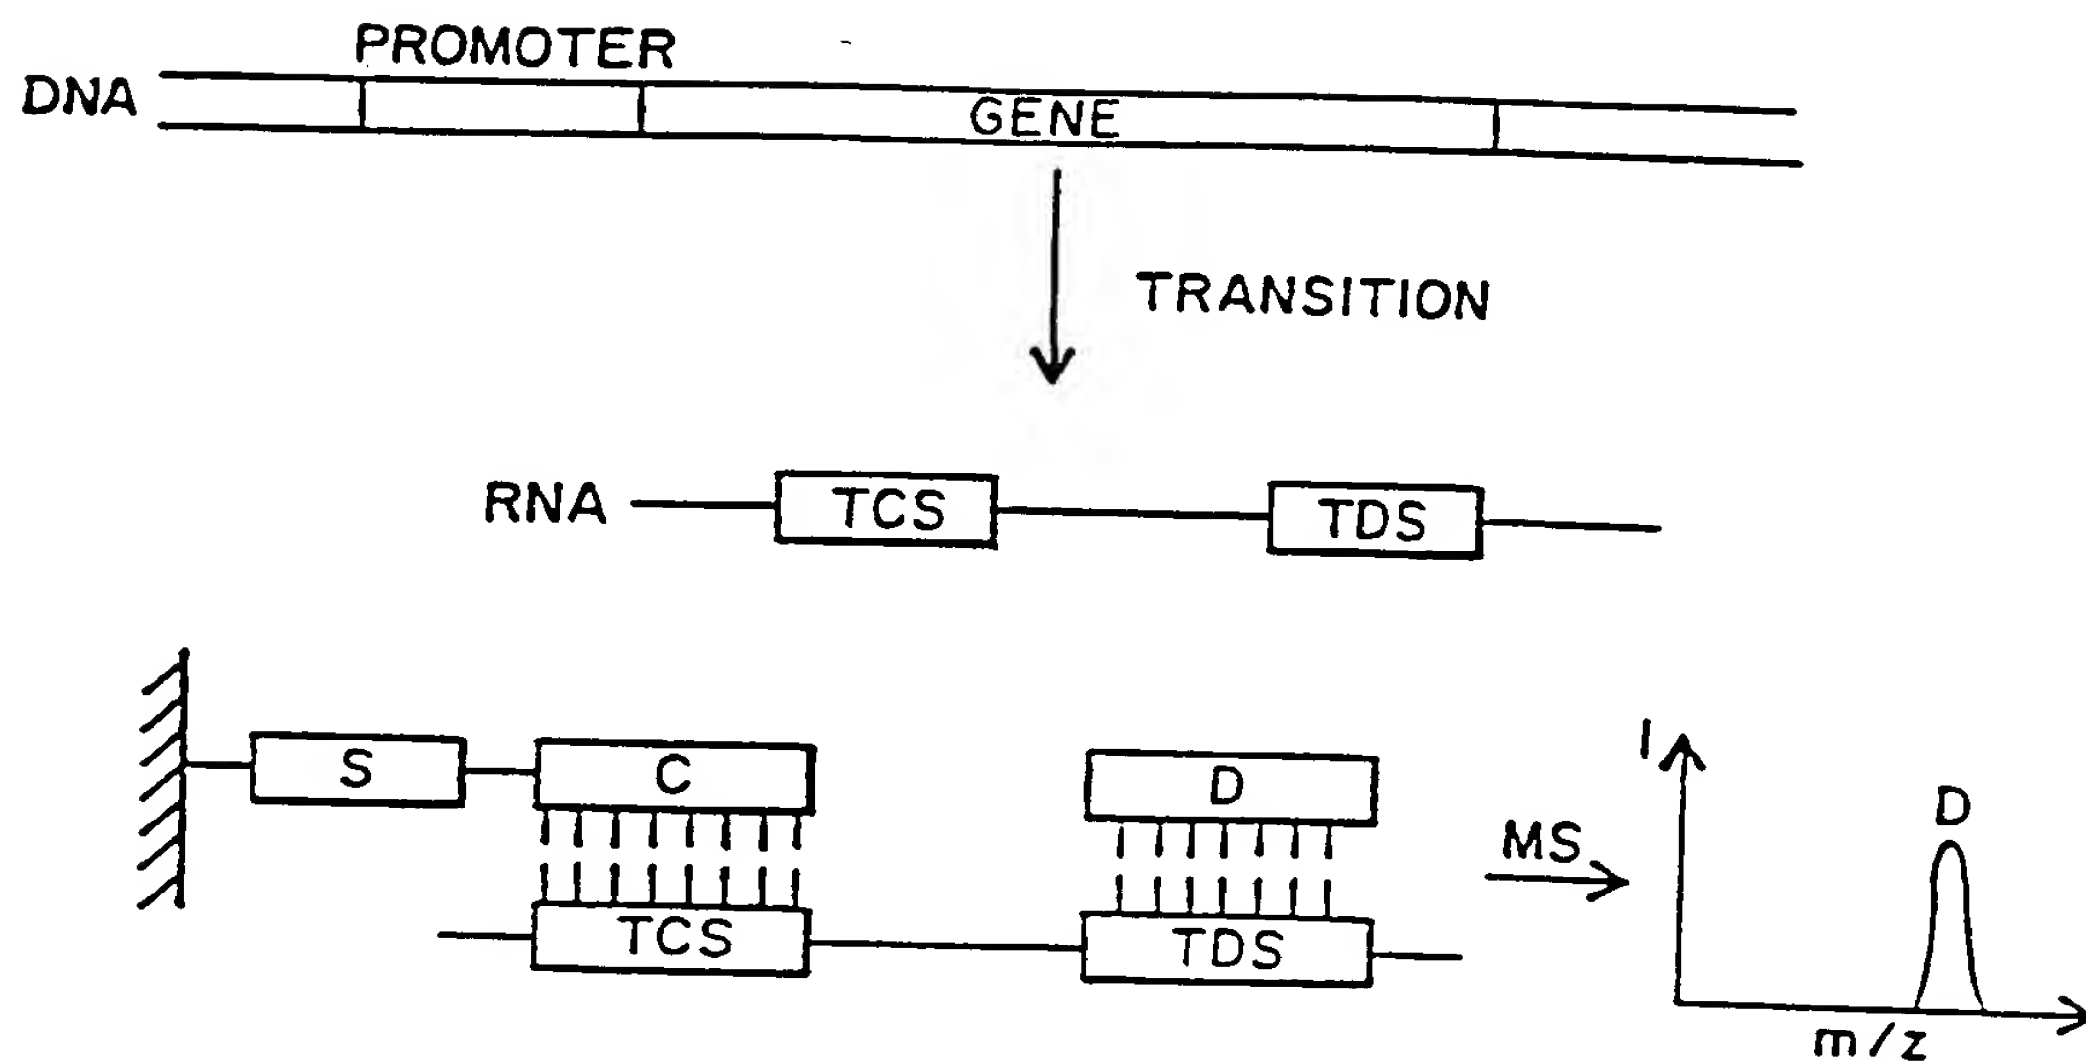 PROMOTER
DNA
GENE
TRANSITION
RNA TCS TDS
S C D
TCS TDS
MS
I
D
m/z